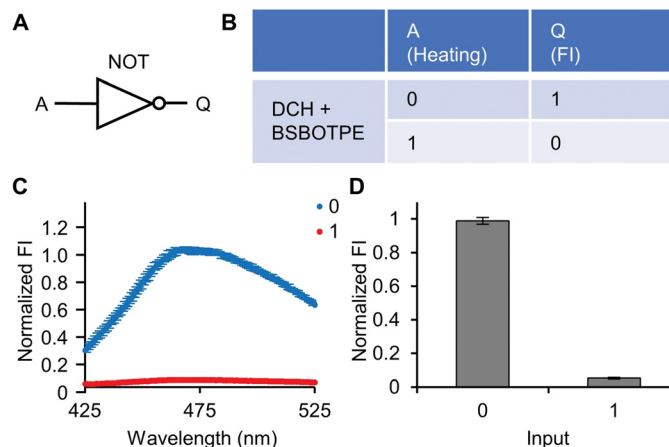 A
NOT
A
Q
B
A
(Heating)
Q
(FI)
DCH +
BSBOTPE
0
1
1
0
C
0
1
Normalized FI
1.2
1.0
0.8
0.6
0.4
0.2
0
425
475
525
Wavelength (nm)
D
Normalized FI
1
0.8
0.6
0.4
0.2
0
0
1
Input